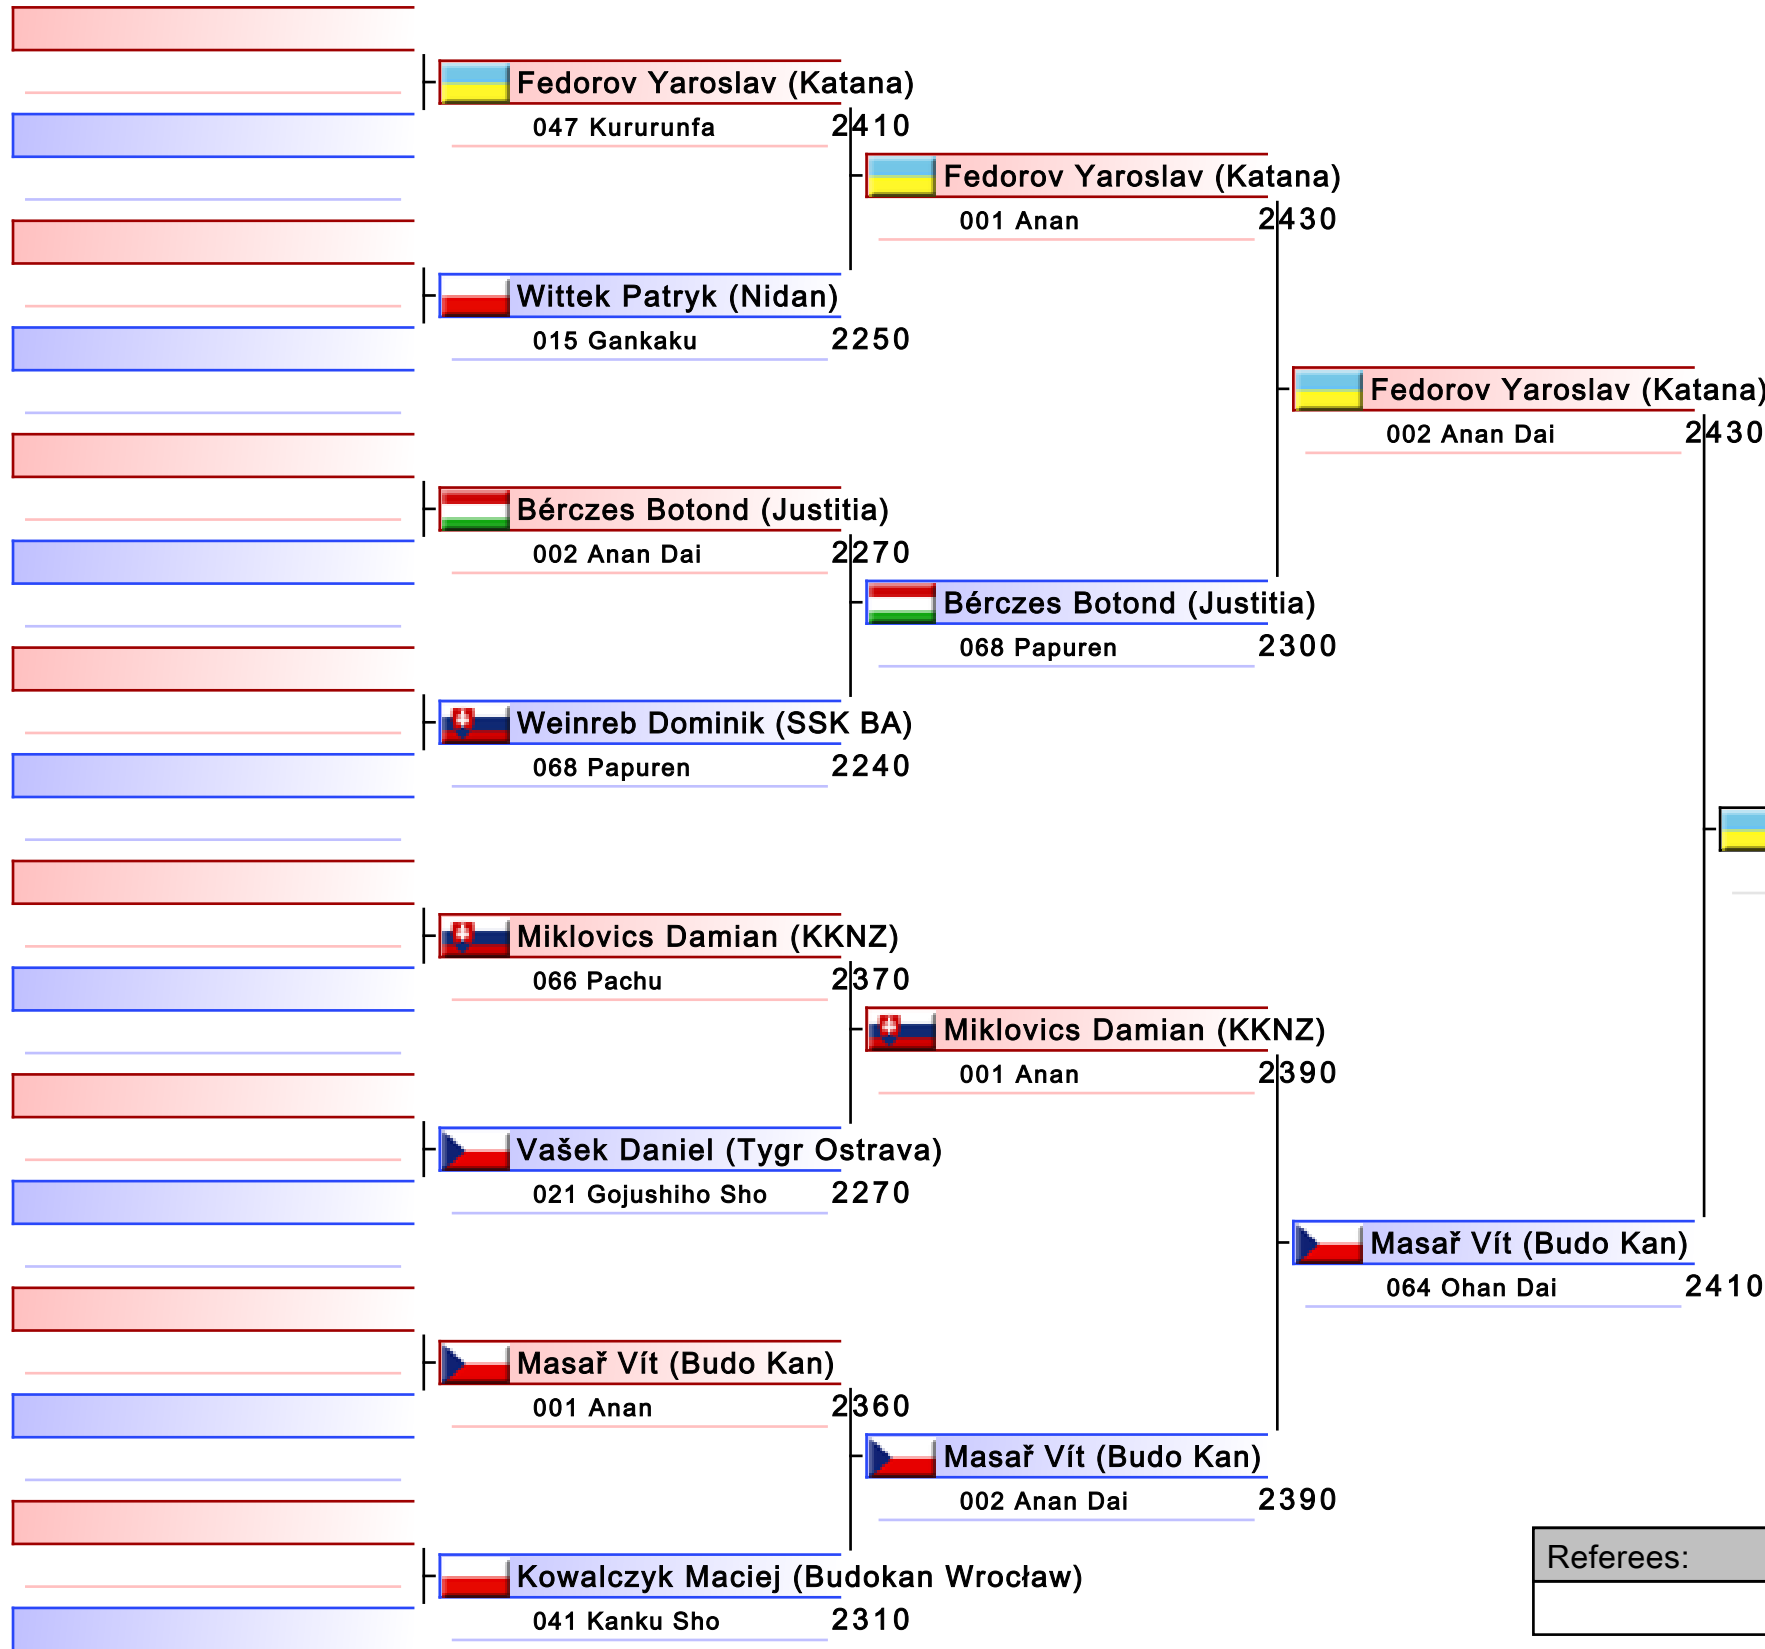 Fedorov Yaroslav (Katana)
047 Kururunfa 2410
Fedorov Yaroslav (Katana)
001 Anan 2430
Wittek Patryk (Nidan)
015 Gankaku 2250
Fedorov Yaroslav (Katana)
002 Anan Dai 2430
Bérczes Botond (Justitia)
002 Anan Dai 2270
Bérczes Botond (Justitia)
068 Papuren 2300
Weinreb Dominik (SSK BA)
068 Papuren 2240
Miklovics Damian (KKNZ)
066 Pachu 2370
Miklovics Damian (KKNZ)
001 Anan 2390
Vašek Daniel (Tygr Ostrava)
021 Gojushiho Sho 2270
Masař Vít (Budo Kan)
064 Ohan Dai 2410
Masař Vít (Budo Kan)
001 Anan 2360
Masař Vít (Budo Kan)
002 Anan Dai 2390
Kowalczyk Maciej (Budokan Wrocław)
041 Kanku Sho 2310
Referees: